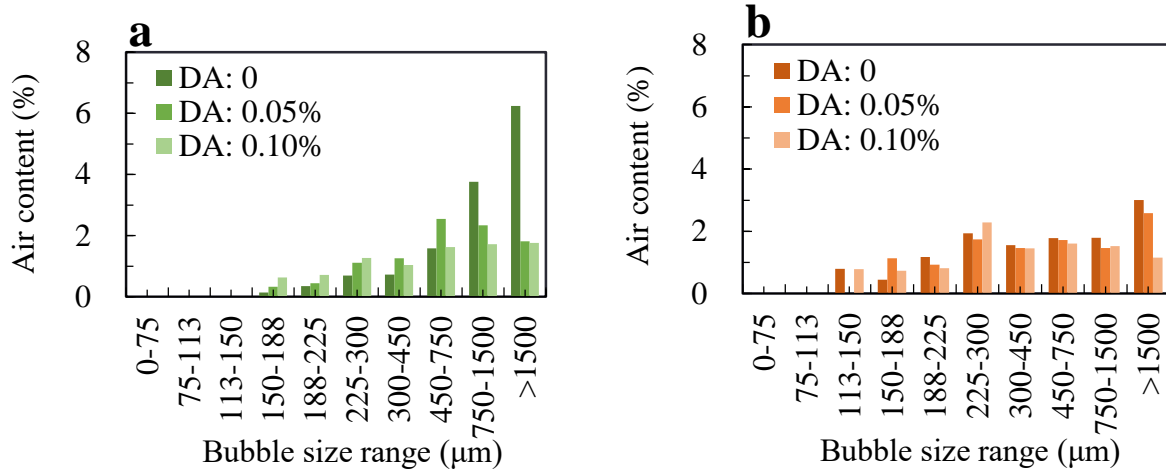 a
8
6
4
2
0
Air content (%)
DA: 0
DA: 0.05%
DA: 0.10%
0-75
75-113
113-150
150-188
188-225
225-300
300-450
450-750
750-1500
>1500
Bubble size range (μm)
b
8
6
4
2
0
Air content (%)
DA: 0
DA: 0.05%
DA: 0.10%
0-75
75-113
113-150
150-188
188-225
225-300
300-450
450-750
750-1500
>1500
Bubble size range (μm)